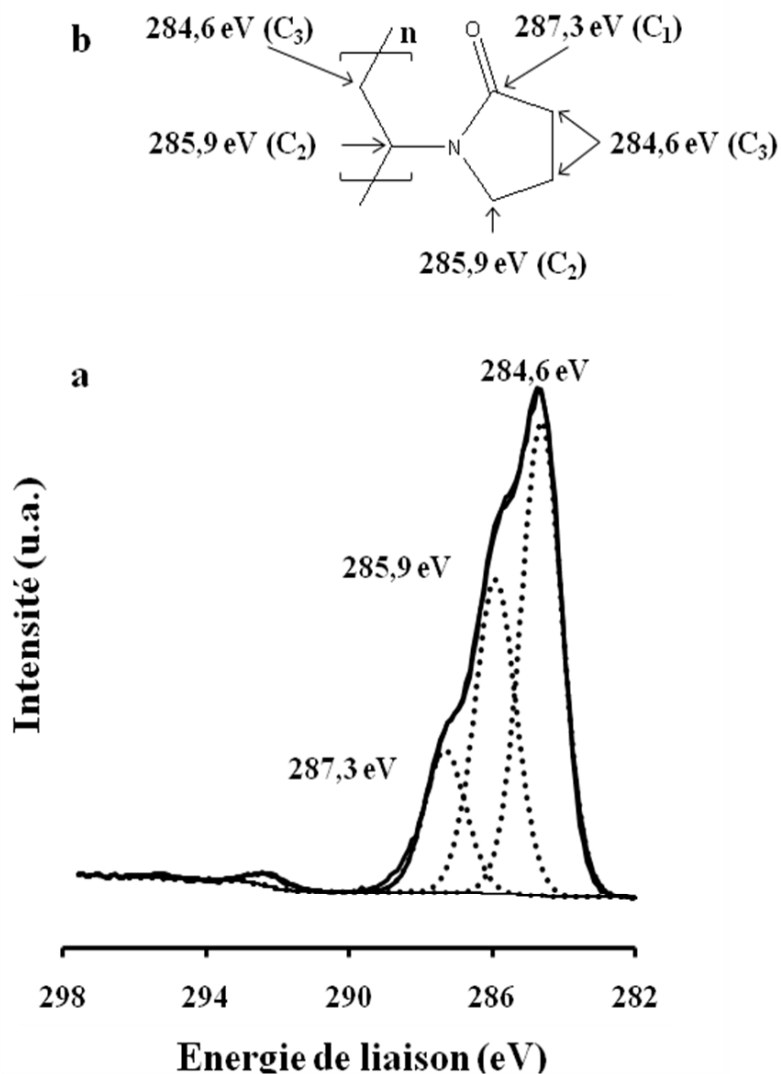 b
284,6 eV (C3)
n
O
287,3 eV (C1)
285,9 eV (C2)
N
284,6 eV (C3)
285,9 eV (C2)
a
284,6 eV
285,9 eV
287,3 eV
Intensité (u.a.)
298 294 290 286 282
Energie de liaison (eV)